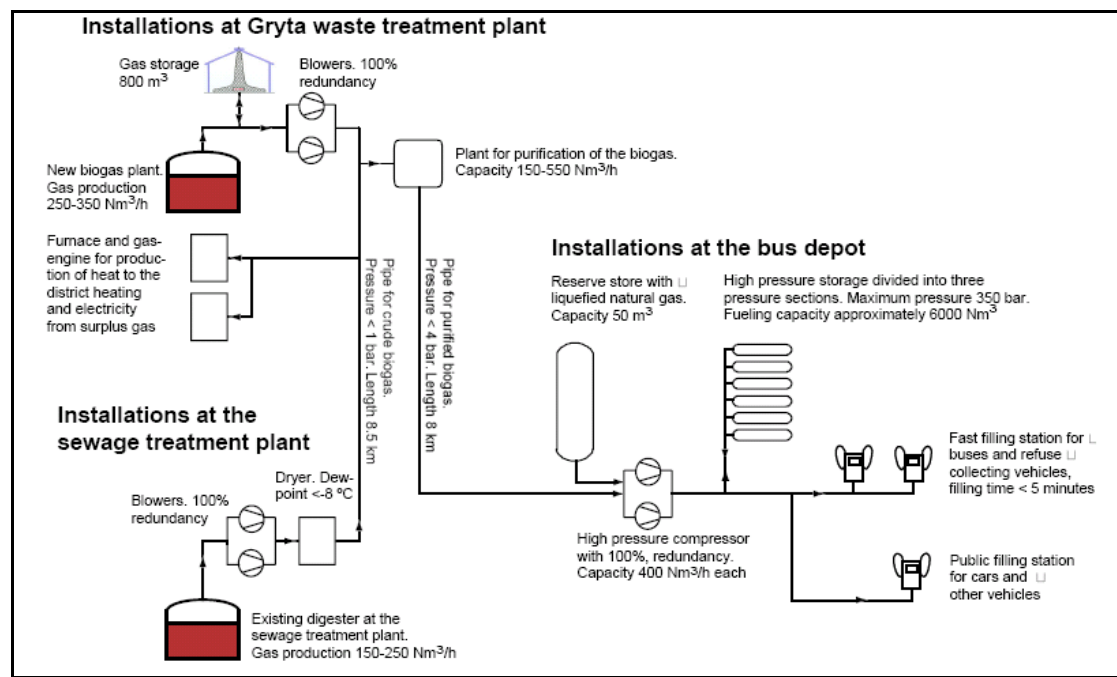 Installations at Gryta waste treatment plant
Gas storage
800 m³
Blowers. 100%
redundancy
New biogas plant.
Gas production
250-350 Nm³/h
Plant for purification of the biogas.
Capacity 150-550 Nm³/h
Furnace and gas-
engine for produc-
tion of heat to the
district heating
and electricity
from surplus gas
Pipe for crude biogas.
Pressure < 1 bar. Length 8.5 km
Pipe for purified biogas.
Pressure < 4 bar. Length 8 km
Installations at the bus depot
Reserve store with □
liquefied natural gas.
Capacity 50 m³
High pressure storage divided into three
pressure sections. Maximum pressure 350 bar.
Fueling capacity approximately 6000 Nm³
Installations at the
sewage treatment plant
Blowers. 100%
redundancy
Dryer. Dew-
point <-8 ºC
Existing digester at the
sewage treatment plant.
Gas production 150-250 Nm³/h
High pressure compressor
with 100%, redundancy.
Capacity 400 Nm³/h each
Fast filling station for □
buses and refuse □
collecting vehicles,
filling time < 5 minutes
Public filling station
for cars and □
other vehicles